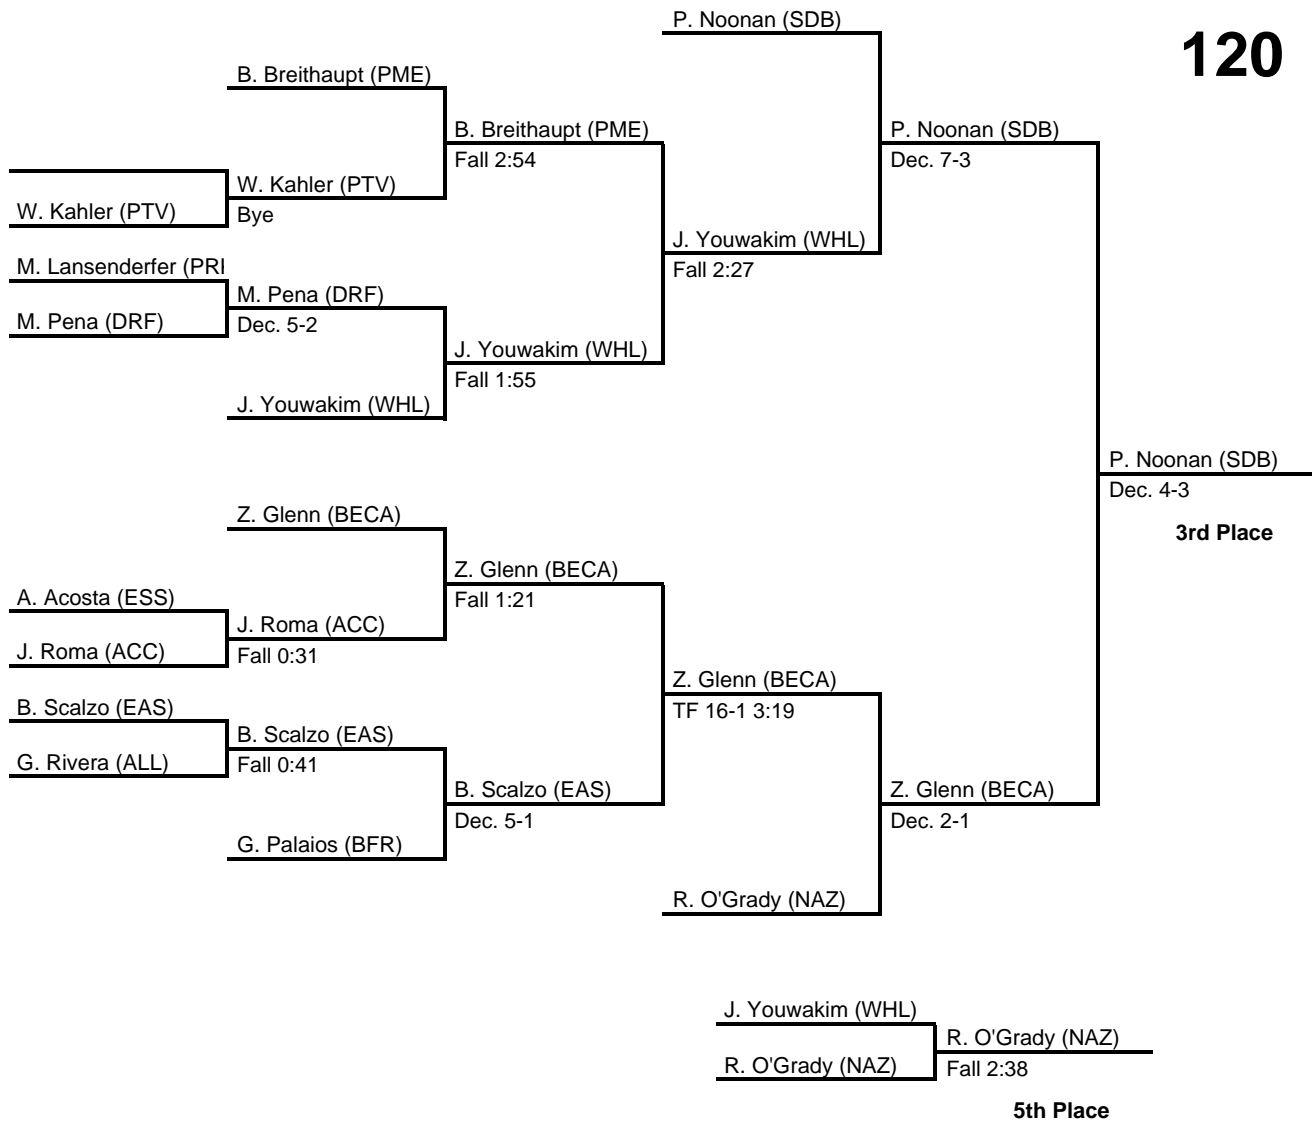 P. Noonan (SDB)
120
B. Breithaupt (PME)
B. Breithaupt (PME)
Fall 2:54
P. Noonan (SDB)
Dec. 7-3
W. Kahler (PTV)
W. Kahler (PTV)
Bye
J. Youwakim (WHL)
Fall 2:27
M. Lansenderfer (PRI
M. Pena (DRF)
M. Pena (DRF)
Dec. 5-2
J. Youwakim (WHL)
Fall 1:55
J. Youwakim (WHL)
P. Noonan (SDB)
Dec. 4-3
3rd Place
Z. Glenn (BECA)
Z. Glenn (BECA)
Fall 1:21
A. Acosta (ESS)
J. Roma (ACC)
J. Roma (ACC)
Fall 0:31
Z. Glenn (BECA)
TF 16-1 3:19
B. Scalzo (EAS)
B. Scalzo (EAS)
G. Rivera (ALL)
Fall 0:41
B. Scalzo (EAS)
Dec. 5-1
Z. Glenn (BECA)
Dec. 2-1
G. Palaios (BFR)
R. O'Grady (NAZ)
J. Youwakim (WHL)
R. O'Grady (NAZ)
R. O'Grady (NAZ)
Fall 2:38
5th Place